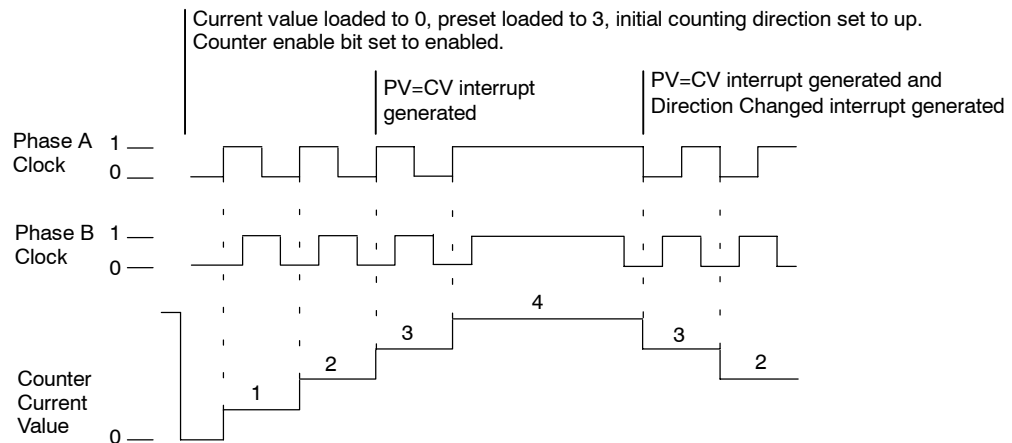 Current value loaded to 0, preset loaded to 3, initial counting direction set to up.
Counter enable bit set to enabled.
PV=CV interrupt
generated
PV=CV interrupt generated and
Direction Changed interrupt generated
Phase A 1
Clock 0
Phase B 1
Clock
0
4
3
3
2
2
1
Counter
Current
Value
0